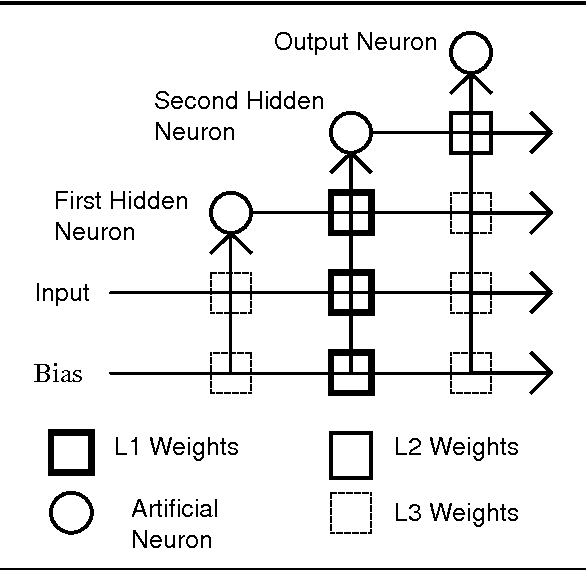 Output Neuron
Second Hidden
Neuron
First Hidden
Neuron
Input
Bias
L1 Weights
L2 Weights
Artificial
Neuron
L3 Weights